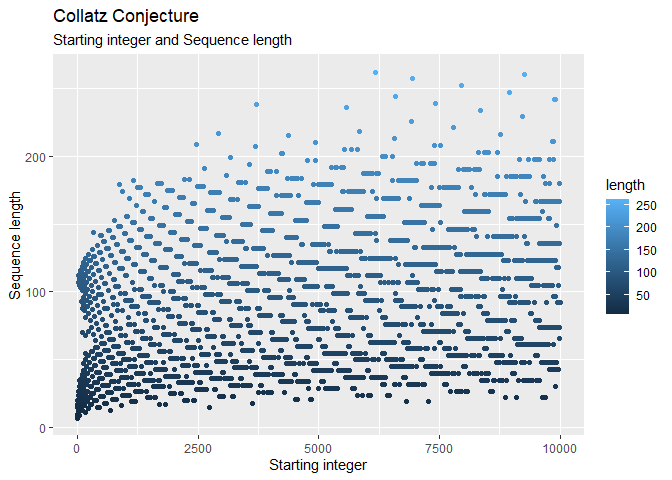 Collatz Conjecture
Starting integer and Sequence length
Sequence length
200
100
0
0 2500 5000 7500 10000
Starting integer
length
250
200
150
100
50